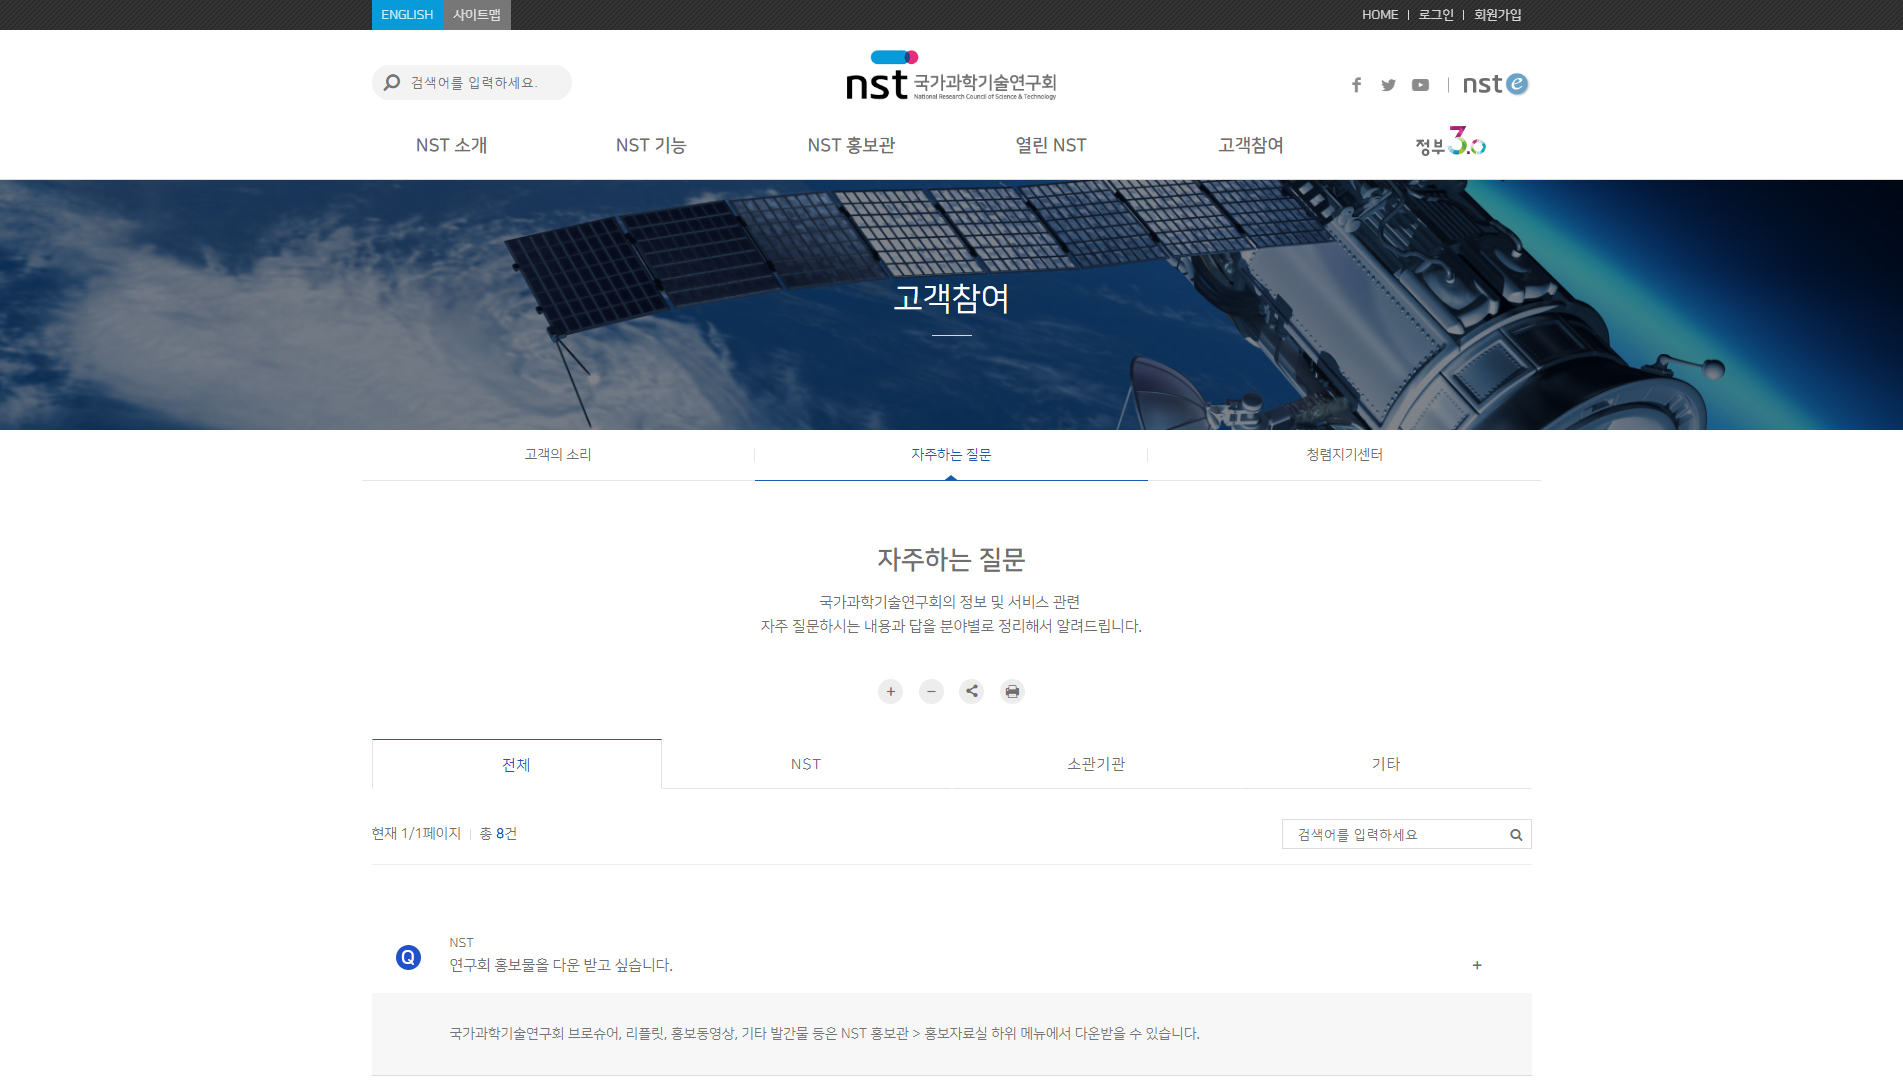 ENGLISH 사이트맵 HOME 로그인 회원가입
검색어를 입력하세요.
nst 국가과학기술연구회
National Research Council of Science & Technology
nst e
NST 소개 NST 기능 NST 홍보관 열린 NST 고객참여 정부3.0
고객참여
고객의 소리 자주하는 질문 청렴지기센터
자주하는 질문
국가과학기술연구회의 정보 및 서비스 관련
자주 질문하시는 내용과 답을 분야별로 정리해서 알려드립니다.
전체 NST 소관기관 기타
현재 1/1페이지 총 8건 검색어를 입력하세요
NST
Q 연구회 홍보물을 다운 받고 싶습니다. +
국가과학기술연구회 브로슈어, 리플릿, 홍보동영상, 기타 발간물 등은 NST 홍보관 > 홍보자료실 하위 메뉴에서 다운받을 수 있습니다.